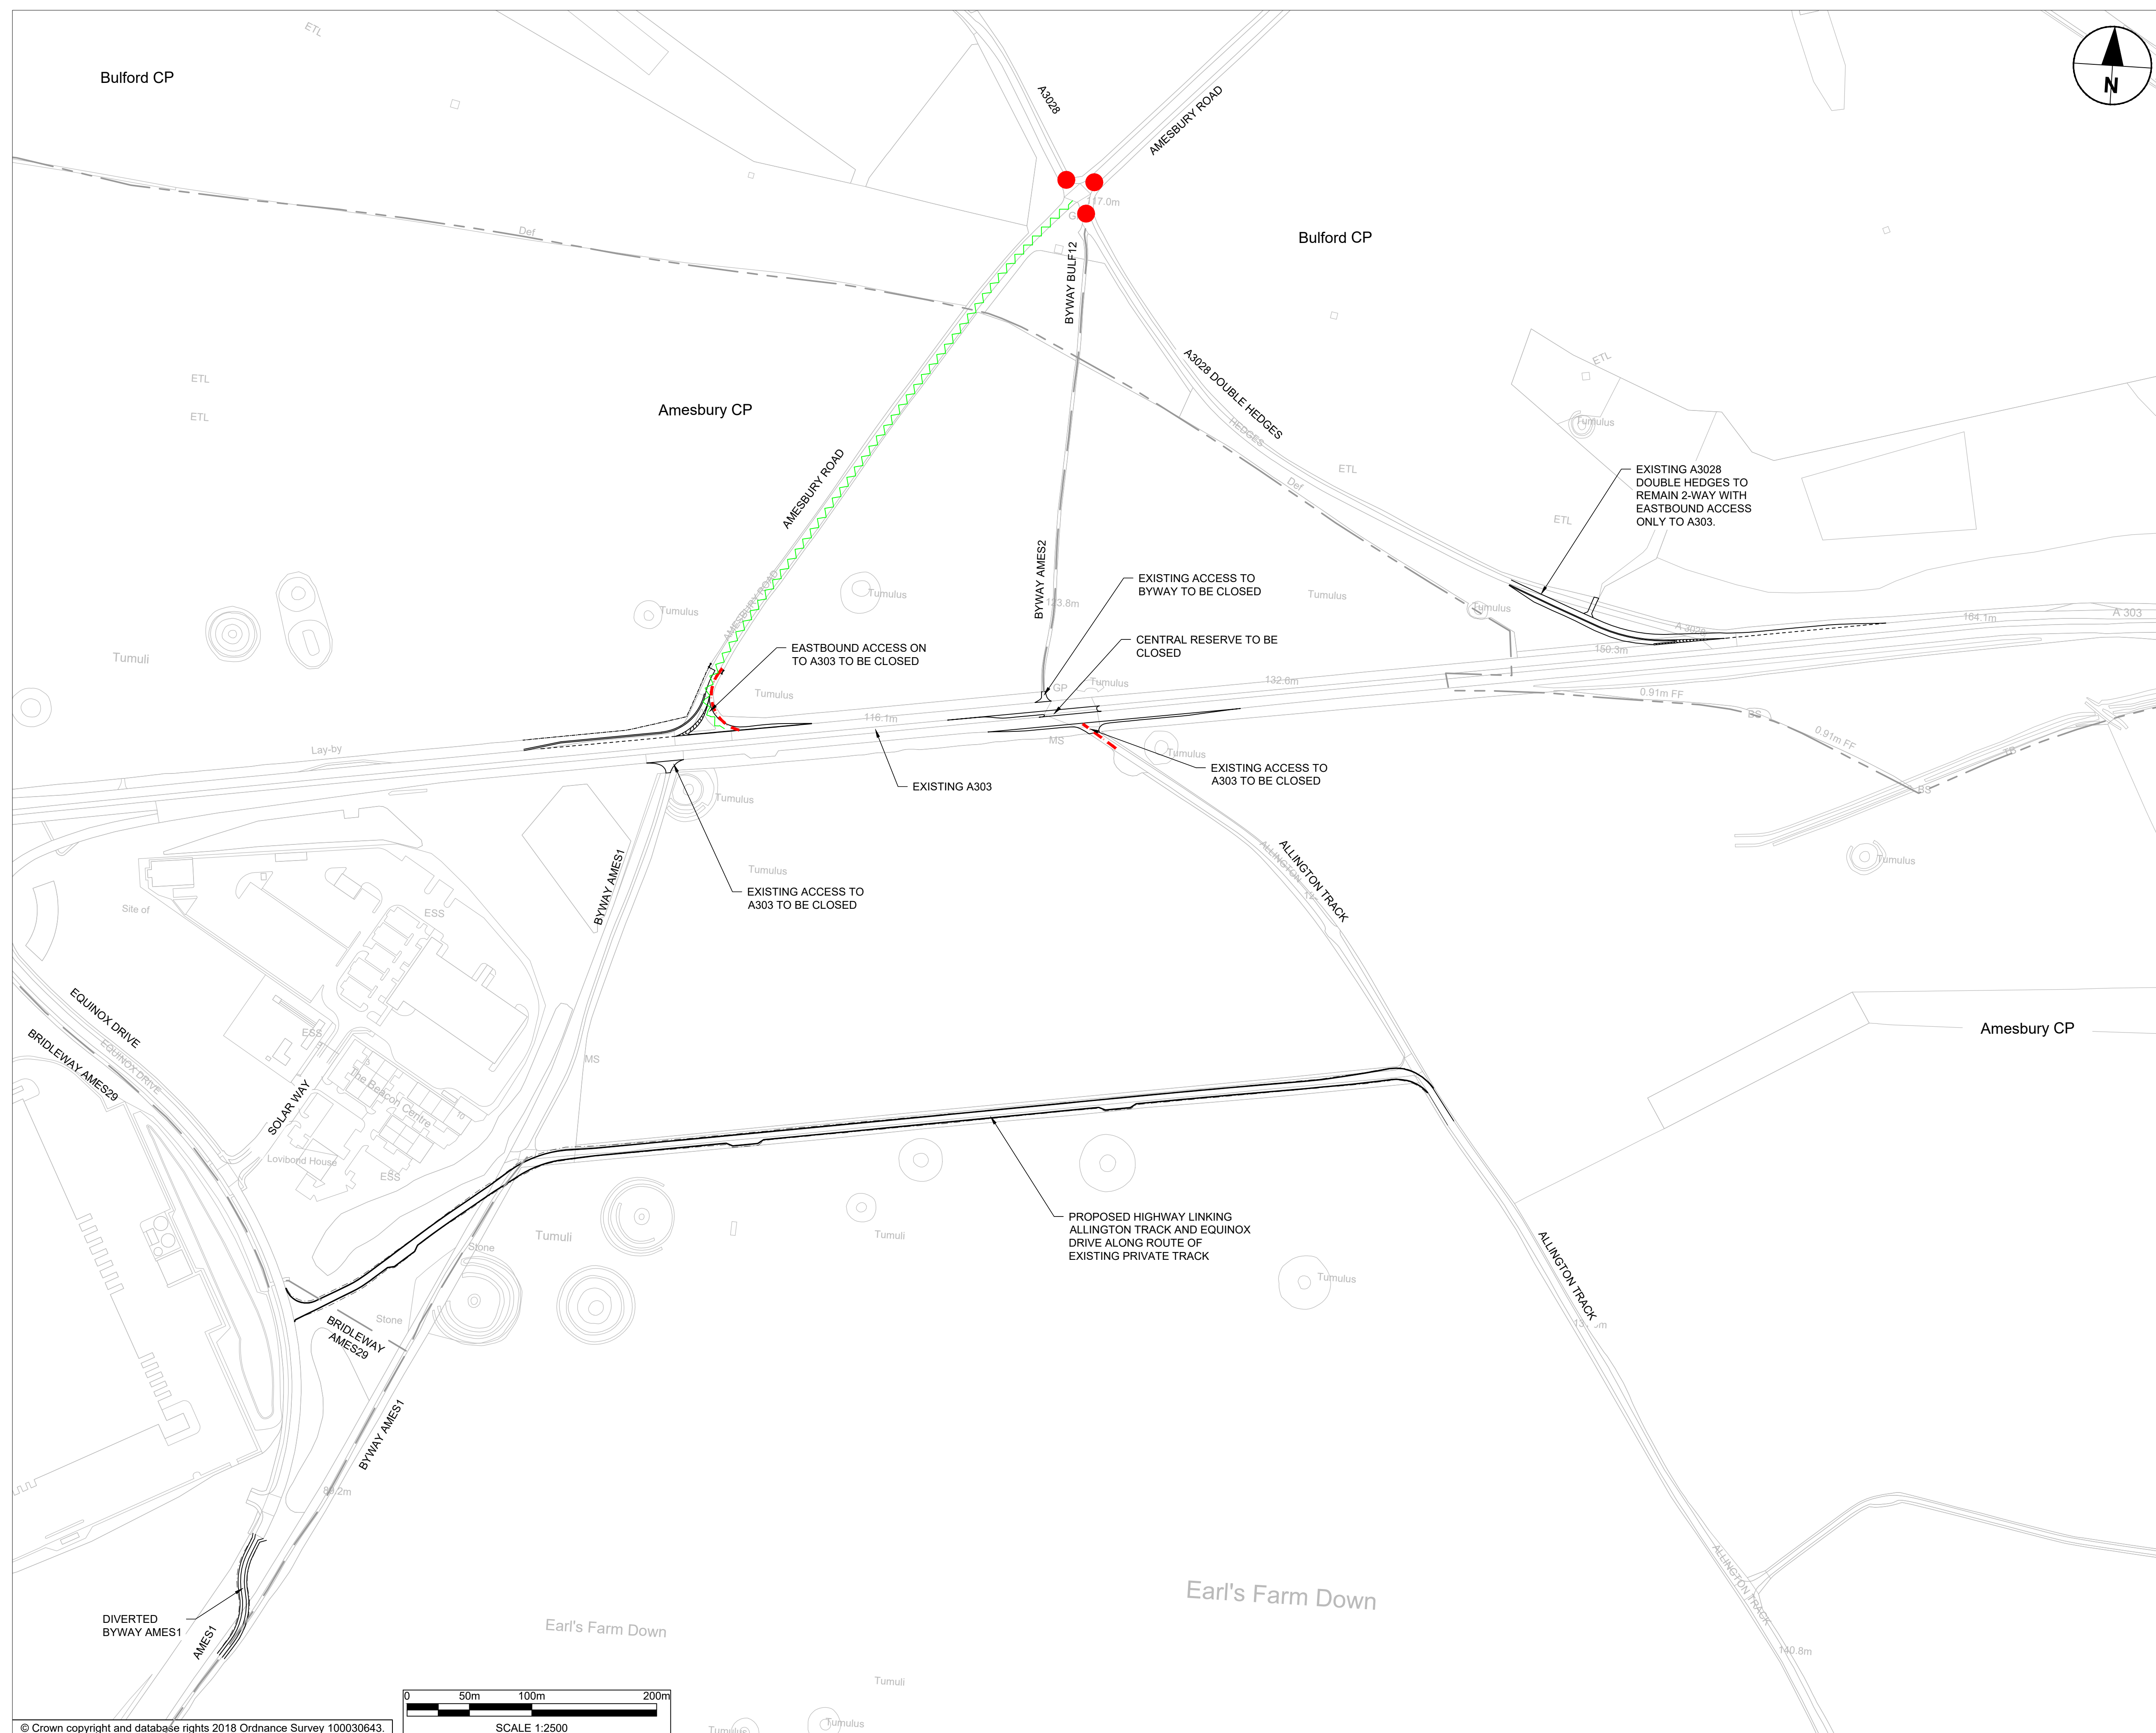 ETL
Bulford CP
A3028
AMESBURY ROAD
N
117.0m
Def
BYWAY BULF12
Bulford CP
ETL
ETL
Amesbury CP
A3028 DOUBLE HEDGES
HEDGES
ETL
Tumulus
ETL
Def
ETL
EXISTING A3028
DOUBLE HEDGES TO
REMAIN 2-WAY WITH
EASTBOUND ACCESS
ONLY TO A303.
AMESBURY ROAD
AMESBURY ROAD
BYWAY AMES2
EXISTING ACCESS TO
BYWAY TO BE CLOSED
Tumulus
Tumulus
Tumulus
Tumulus
A 303
164.1m
CENTRAL RESERVE TO BE
CLOSED
EASTBOUND ACCESS ON
TO A303 TO BE CLOSED
150.3m
Tumuli
Tumulus
GP
Tumulus
132.6m
0.91m FF
BS
116.1m
MS
0.91m FF
Lay-by
Tumulus
EXISTING ACCESS TO
A303 TO BE CLOSED
EXISTING A303
BS
Tumulus
BYWAY AMES1
Tumulus
EXISTING ACCESS TO
A303 TO BE CLOSED
ALLINGTON
ALLINGTON TRACK
Tumulus
Site of
ESS
EQUINOX DRIVE
BRIDLEWAY AMES29
EQUINOX DRIVE
ESS
MS
Amesbury CP
The Beacon Centre
SOLAR WAY
Lovibond House
ESS
Stone
Tumuli
Tumuli
PROPOSED HIGHWAY LINKING
ALLINGTON TRACK AND EQUINOX
DRIVE ALONG ROUTE OF
EXISTING PRIVATE TRACK
Tumulus
ALLINGTON TRACK
Stone
BRIDLEWAY
AMES29
BYWAY AMES1
ALLINGTON TRACK
Earl's Farm Down
Earl's Farm Down
DIVERTED
BYWAY AMES1
AMES1
140.8m
Tumuli
0 50m 100m 200m
SCALE 1:2500
Tumulus
Tumulus
© Crown copyright and database rights 2018 Ordnance Survey 100030643.